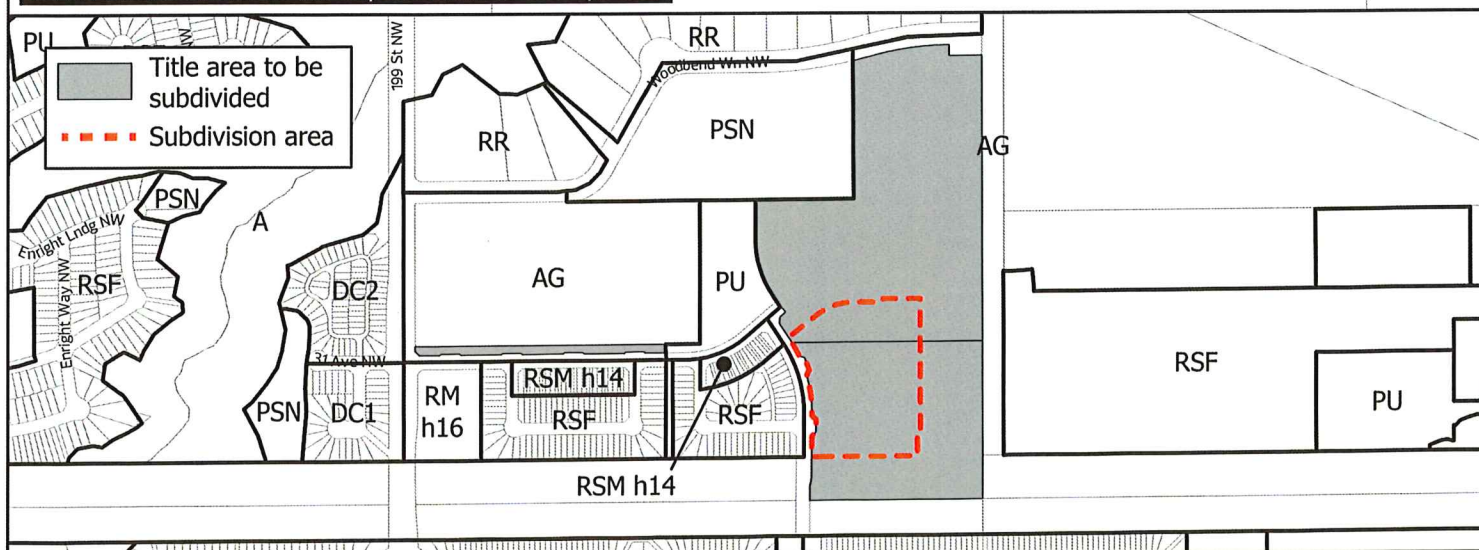 PU
Title area to be
subdivided
Subdivision area
199 St NW
RR
Woodbend Wn NW
RR
PSN
AG
PSN
Enright Lndg NW
A
RSF
Enright Way NW
DC2
AG
PU
31 Ave NW
RSM h14
RSF
PSN
DC1
RM
h16
RSF
RSF
PU
RSM h14